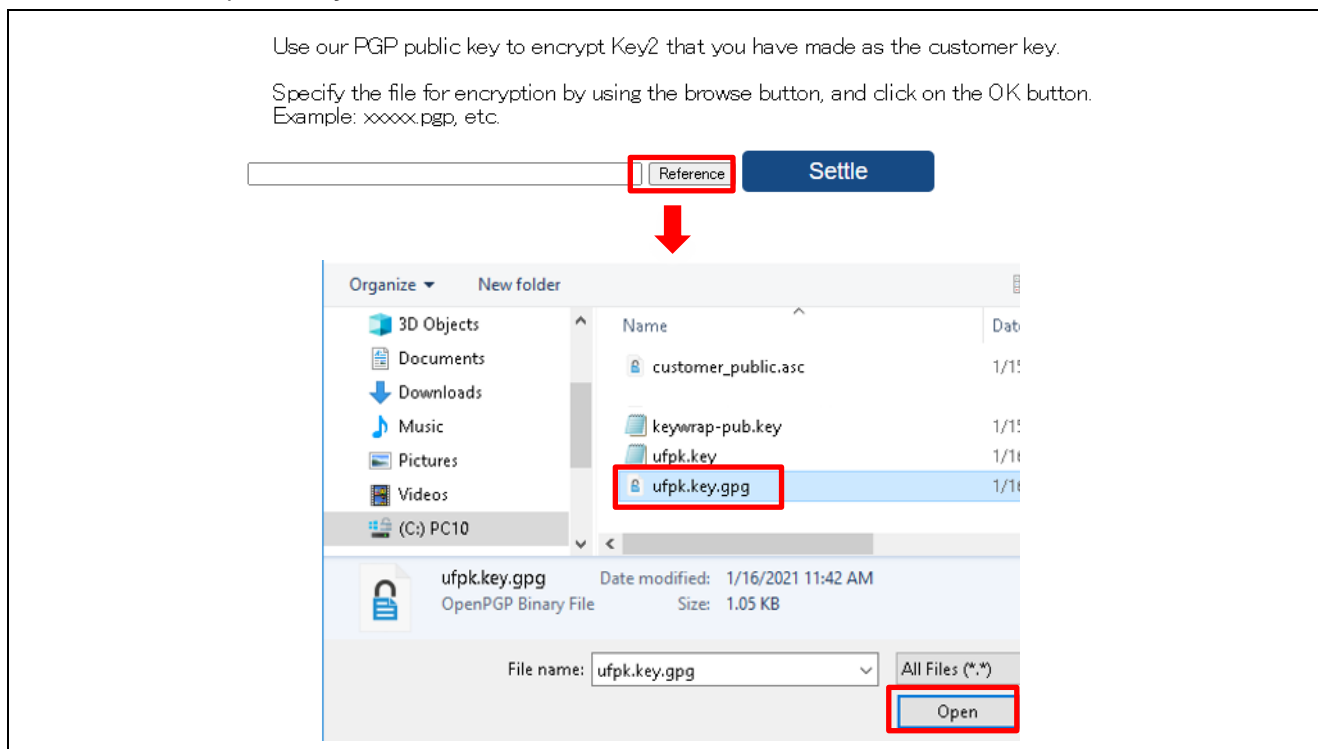 Use our PGP public key to encrypt Key2 that you have made as the customer key.
Specify the file for encryption by using the browse button, and click on the OK button.
Example: xxxxx.pgp, etc.
Reference Settle
Organize New folder
3D Objects
Documents
Downloads
Music
Pictures
Videos
(C:) PC10
Name
customer_public.asc
keywrap-pub.key
ufpk.key
ufpk.key.gpg
ufpk.key.gpg Date modified: 1/16/2021 11:42 AM
OpenPGP Binary File Size: 1.05 KB
File name: ufpk.key.gpg All Files (*.*)
Open